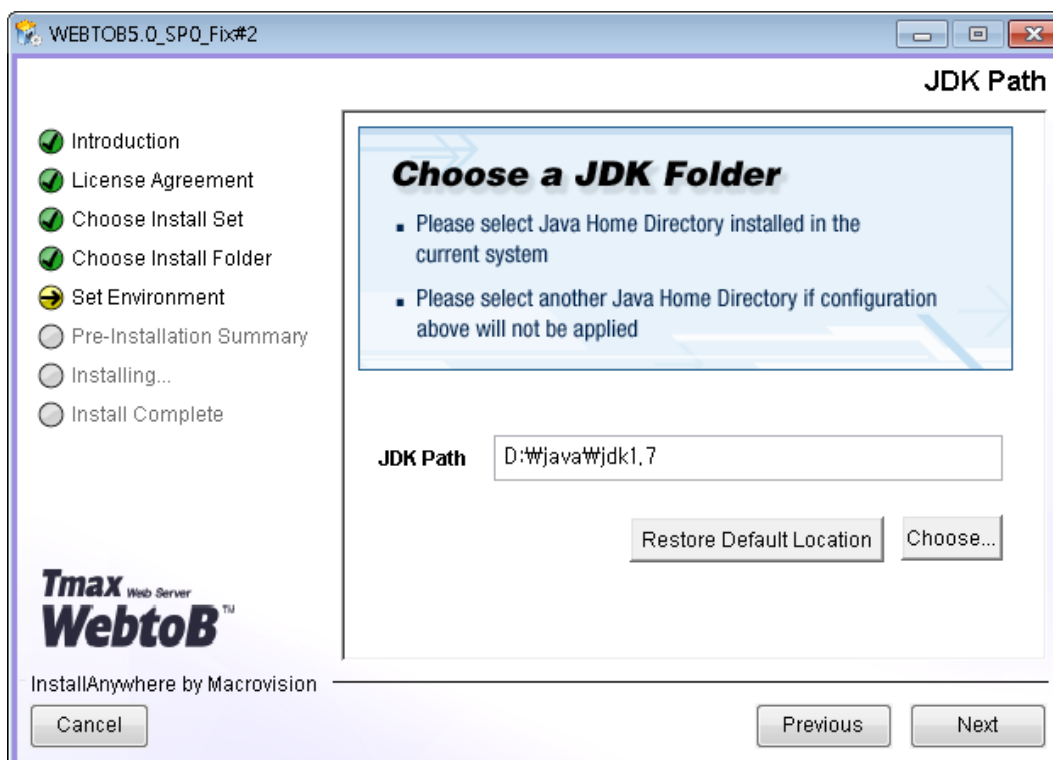 WEBTOB5.0_SP0_Fix#2
JDK Path
Introduction
License Agreement
Choose Install Set
Choose Install Folder
Set Environment
Pre-Installation Summary
Installing...
Install Complete
Choose a JDK Folder
▪ Please select Java Home Directory installed in the
current system
▪ Please select another Java Home Directory if configuration
above will not be applied
JDK Path D:₩java₩jdk1.7
Restore Default Location Choose...
Tmax Web Server
WebtoB™
InstallAnywhere by Macrovision
Cancel Previous Next